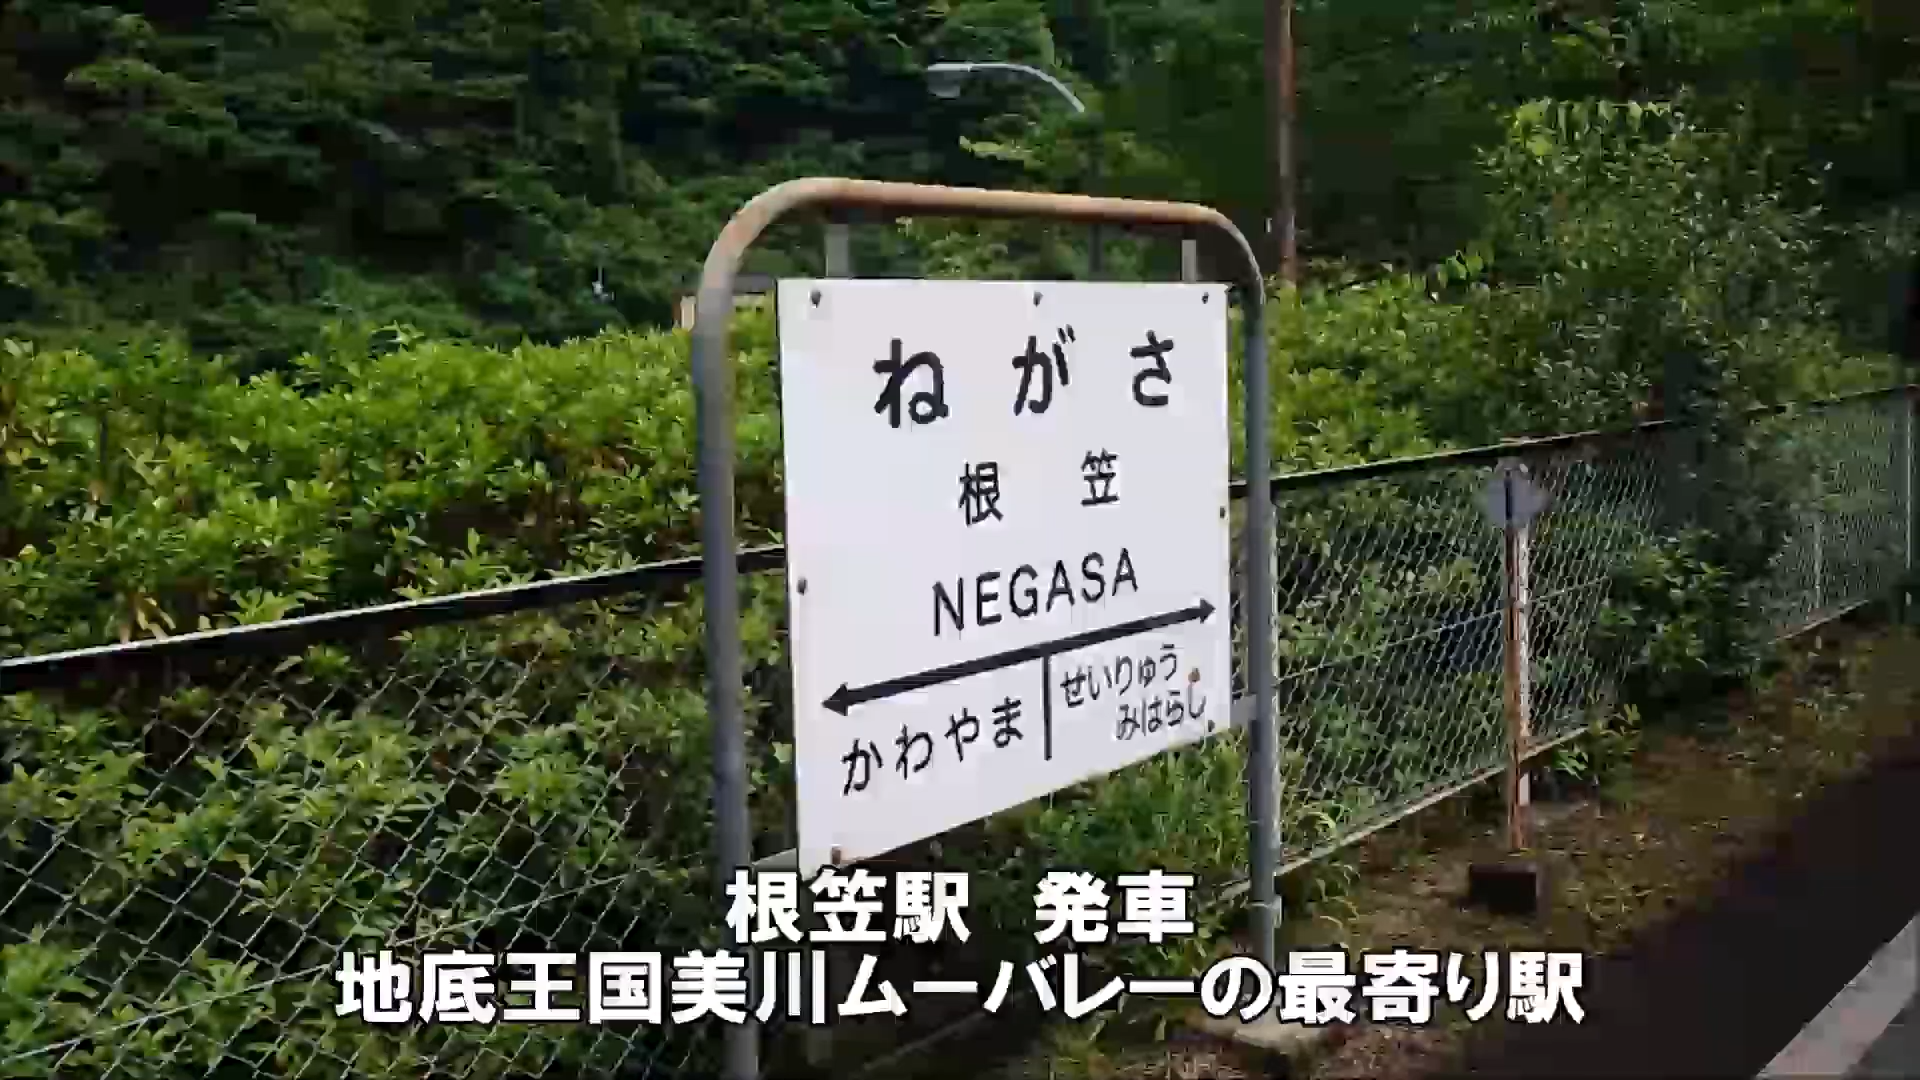 ねがさ
根笠
NEGASA
かわやま
せいりゅう
みはらし
根笠駅　発車
地底王国美川ムーバレーの最寄り駅